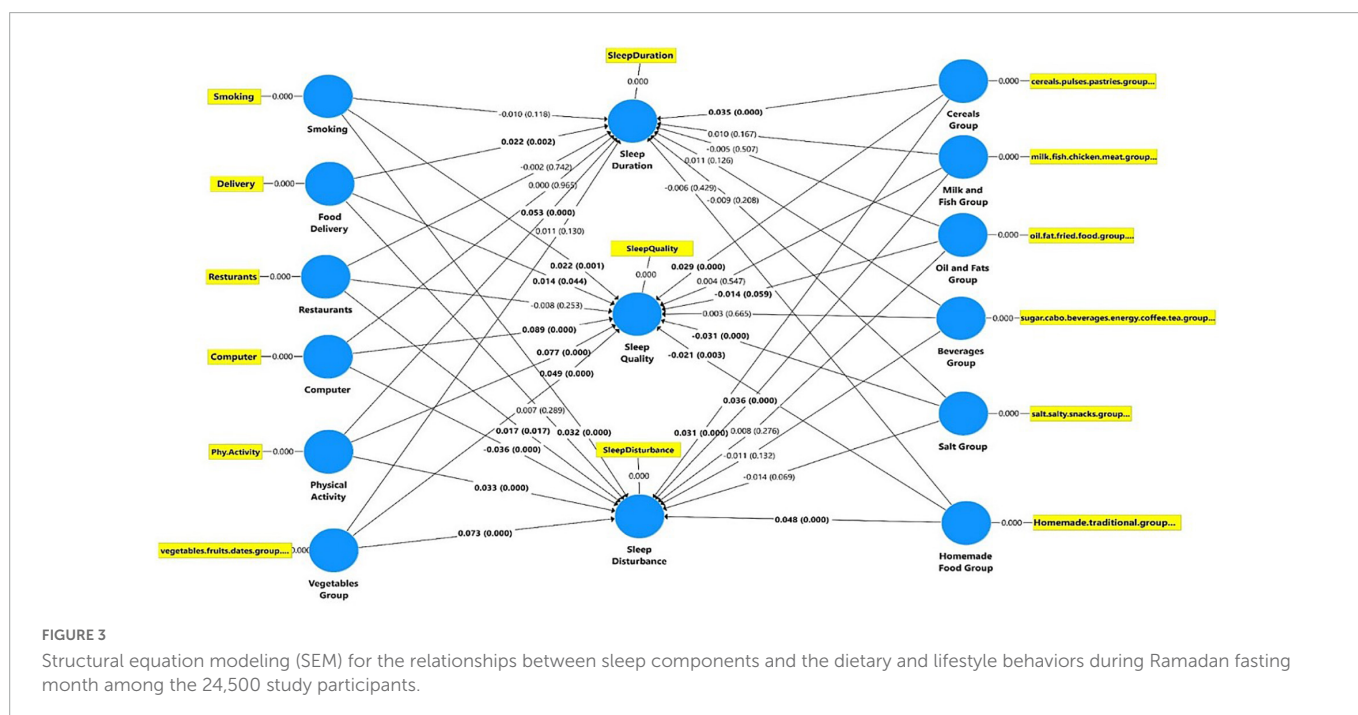 SleepDuration
0.000
Sleep
Duration
Smoking
0.000
Smoking
Delivery
0.000
Food
Delivery
Resturants
0.000
Restaurants
Computer
0.000
Computer
Phy.Activity
0.000
Physical
Activity
vegetables.fruits.dates.group....
0.000
Vegetables
Group
-0.010 (0.118)
0.022 (0.002)
-0.002 (0.742)
0.000 (0.965)
0.053 (0.000)
0.011 (0.130)
0.035 (0.000)
0.010 (0.167)
-0.005 (0.507)
0.011 (0.126)
-0.006 (0.429)
-0.009 (0.208)
SleepQuality
0.000
Sleep
Quality
0.022 (0.001)
0.014 (0.044)
-0.008 (0.253)
0.089 (0.000)
0.077 (0.000)
0.049 (0.000)
0.029 (0.000)
0.004 (0.547)
-0.014 (0.059)
0.003 (0.665)
-0.031 (0.000)
-0.021 (0.003)
SleepDisturbance
0.000
Sleep
Disturbance
0.007 (0.289)
0.017 (0.017)
0.032 (0.000)
-0.036 (0.000)
0.033 (0.000)
0.073 (0.000)
0.036 (0.000)
0.031 (0.000)
0.008 (0.276)
-0.011 (0.132)
-0.014 (0.069)
0.048 (0.000)
0.000
cereals.pulses.pastries.group...
Cereals
Group
0.000
milk.fish.chicken.meat.group...
Milk and
Fish Group
0.000
oil.fat.fried.food.group....
Oil and Fats
Group
0.000
sugar.cabo.beverages.energy.coffee.tea.group...
Beverages
Group
0.000
salt.salty.snacks.group...
Salt Group
0.000
Homemade.traditional.group...
Homemade
Food Group
FIGURE 3
Structural equation modeling (SEM) for the relationships between sleep components and the dietary and lifestyle behaviors during Ramadan fasting
month among the 24,500 study participants.